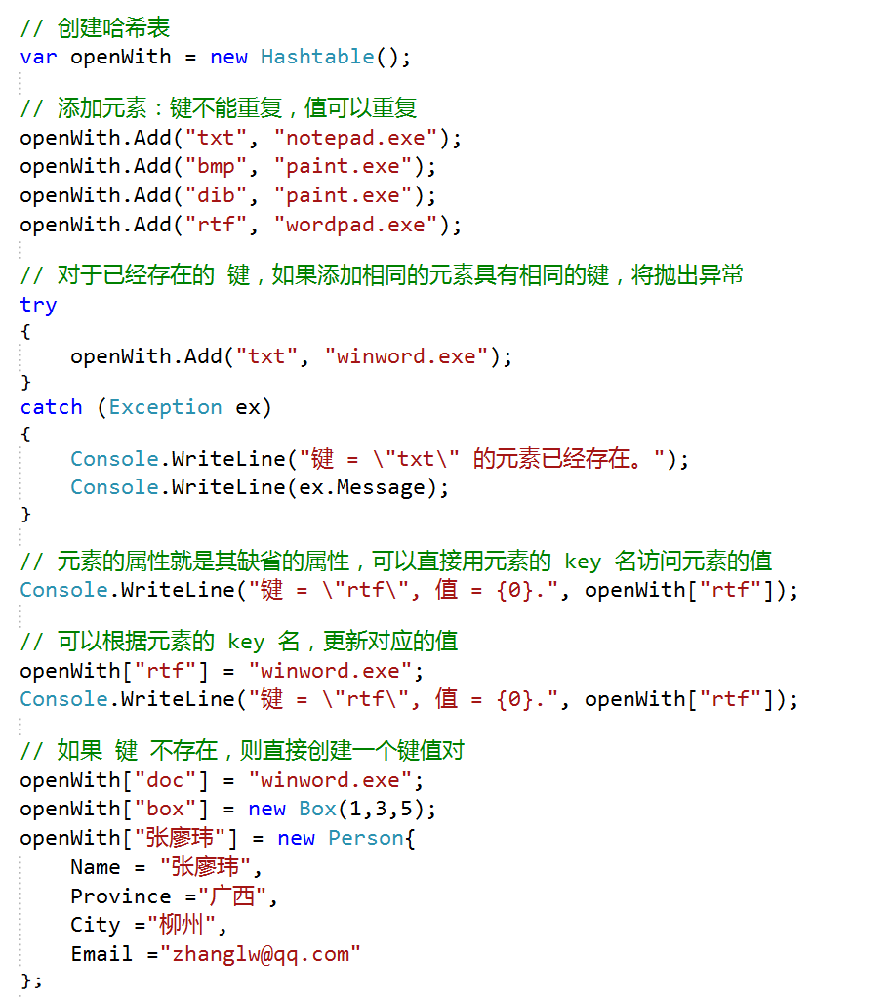 // 创建哈希表
var openWith = new Hashtable();
// 添加元素：键不能重复，值可以重复
openWith.Add("txt", "notepad.exe");
openWith.Add("bmp", "paint.exe");
openWith.Add("dib", "paint.exe");
openWith.Add("rtf", "wordpad.exe");
// 对于已经存在的 键，如果添加相同的元素具有相同的键，将抛出异常
try
{
    openWith.Add("txt", "winword.exe");
}
catch (Exception ex)
{
    Console.WriteLine("键 = \"txt\" 的元素已经存在。");
    Console.WriteLine(ex.Message);
}
// 元素的属性就是其缺省的属性，可以直接用元素的 key 名访问元素的值
Console.WriteLine("键 = \"rtf\", 值 = {0}.", openWith["rtf"]);
// 可以根据元素的 key 名，更新对应的值
openWith["rtf"] = "winword.exe";
Console.WriteLine("键 = \"rtf\", 值 = {0}.", openWith["rtf"]);
// 如果 键 不存在，则直接创建一个键值对
openWith["doc"] = "winword.exe";
openWith["box"] = new Box(1,3,5);
openWith["张廖玮"] = new Person{
    Name = "张廖玮",
    Province ="广西",
    City ="柳州",
    Email ="zhanglw@qq.com"
};